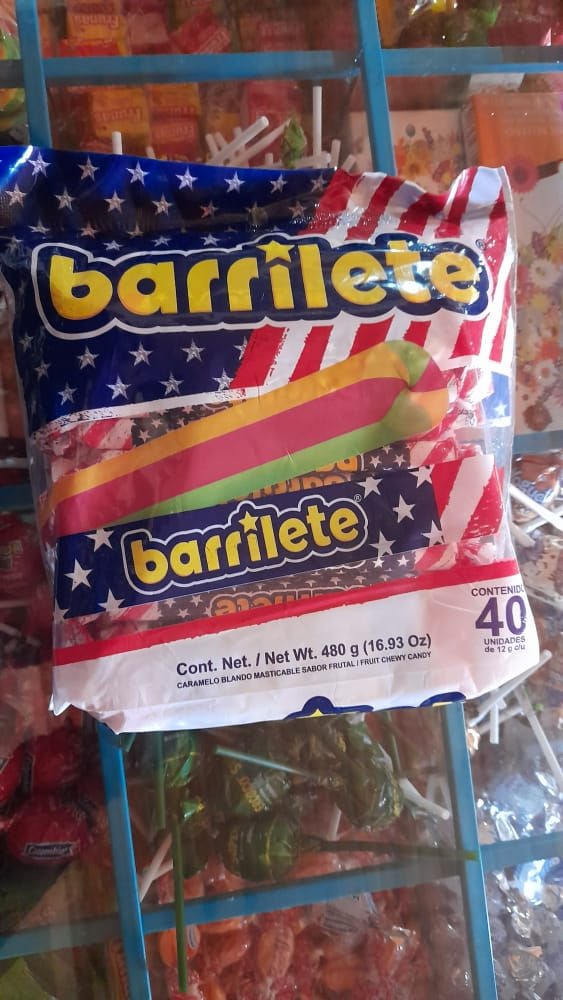 Frunas
barrilete®
barrilete®
Cont. Net. / Net Wt. 480 g (16.93 Oz)
CARAMELO BLANDO MASTICABLE SABOR FRUTAL / FRUIT CHEWY CANDY
CONTENIDO
40
UNIDADES
de 12 g c/u